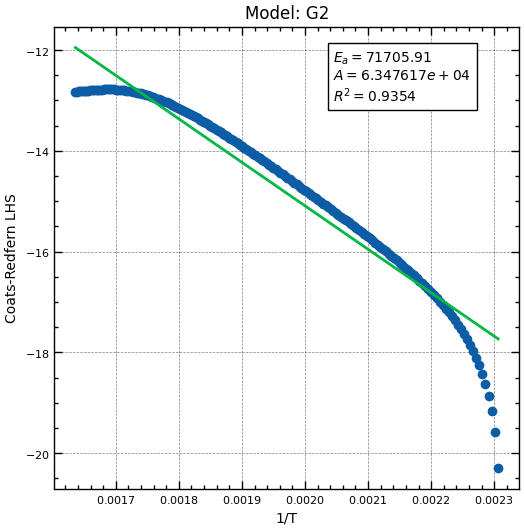 Model: G2
E_a = 71705.91
A = 6.347617e + 04
R² = 0.9354
Coats-Redfern LHS
−12
−14
−16
−18
−20
0.0017 0.0018 0.0019 0.0020 0.0021 0.0022 0.0023
1/T